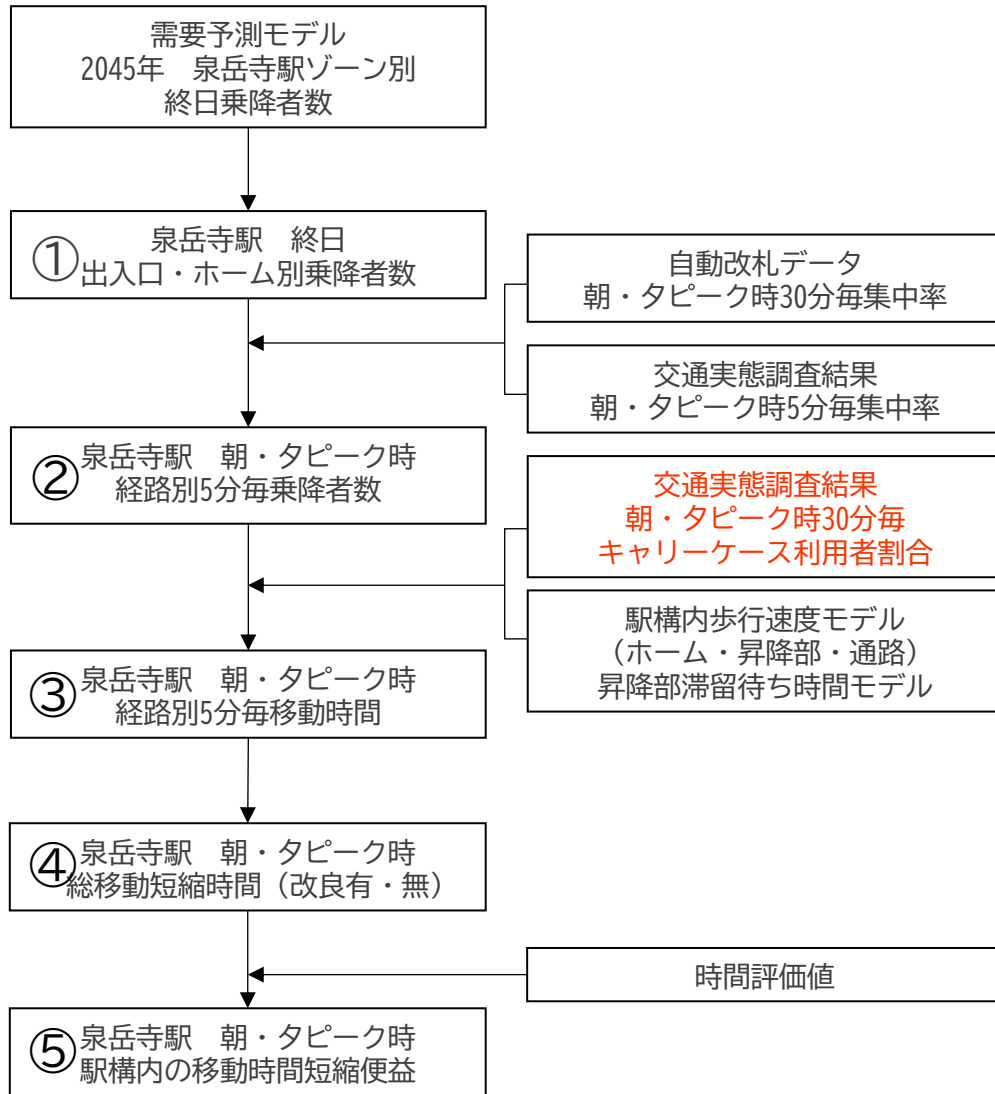 需要予測モデル
2045年　泉岳寺駅ゾーン別
終日乗降者数
①
泉岳寺駅　終日
出入口・ホーム別乗降者数
自動改札データ
朝・夕ピーク時30分毎集中率
交通実態調査結果
朝・夕ピーク時5分毎集中率
②
泉岳寺駅　朝・夕ピーク時
経路別5分毎乗降者数
交通実態調査結果
朝・夕ピーク時30分毎
キャリーケース利用者割合
駅構内歩行速度モデル
（ホーム・昇降部・通路）
昇降部滞留待ち時間モデル
③
泉岳寺駅　朝・夕ピーク時
経路別5分毎移動時間
④
泉岳寺駅　朝・夕ピーク時
総移動短縮時間（改良有・無）
時間評価値
⑤
泉岳寺駅　朝・夕ピーク時
駅構内の移動時間短縮便益